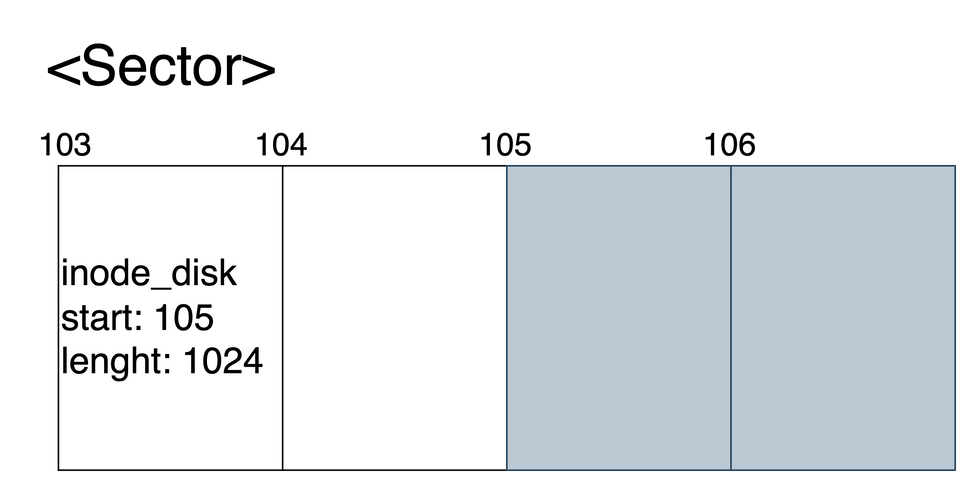 <Sector>
103 104 105 106
inode_disk
start: 105
lenght: 1024